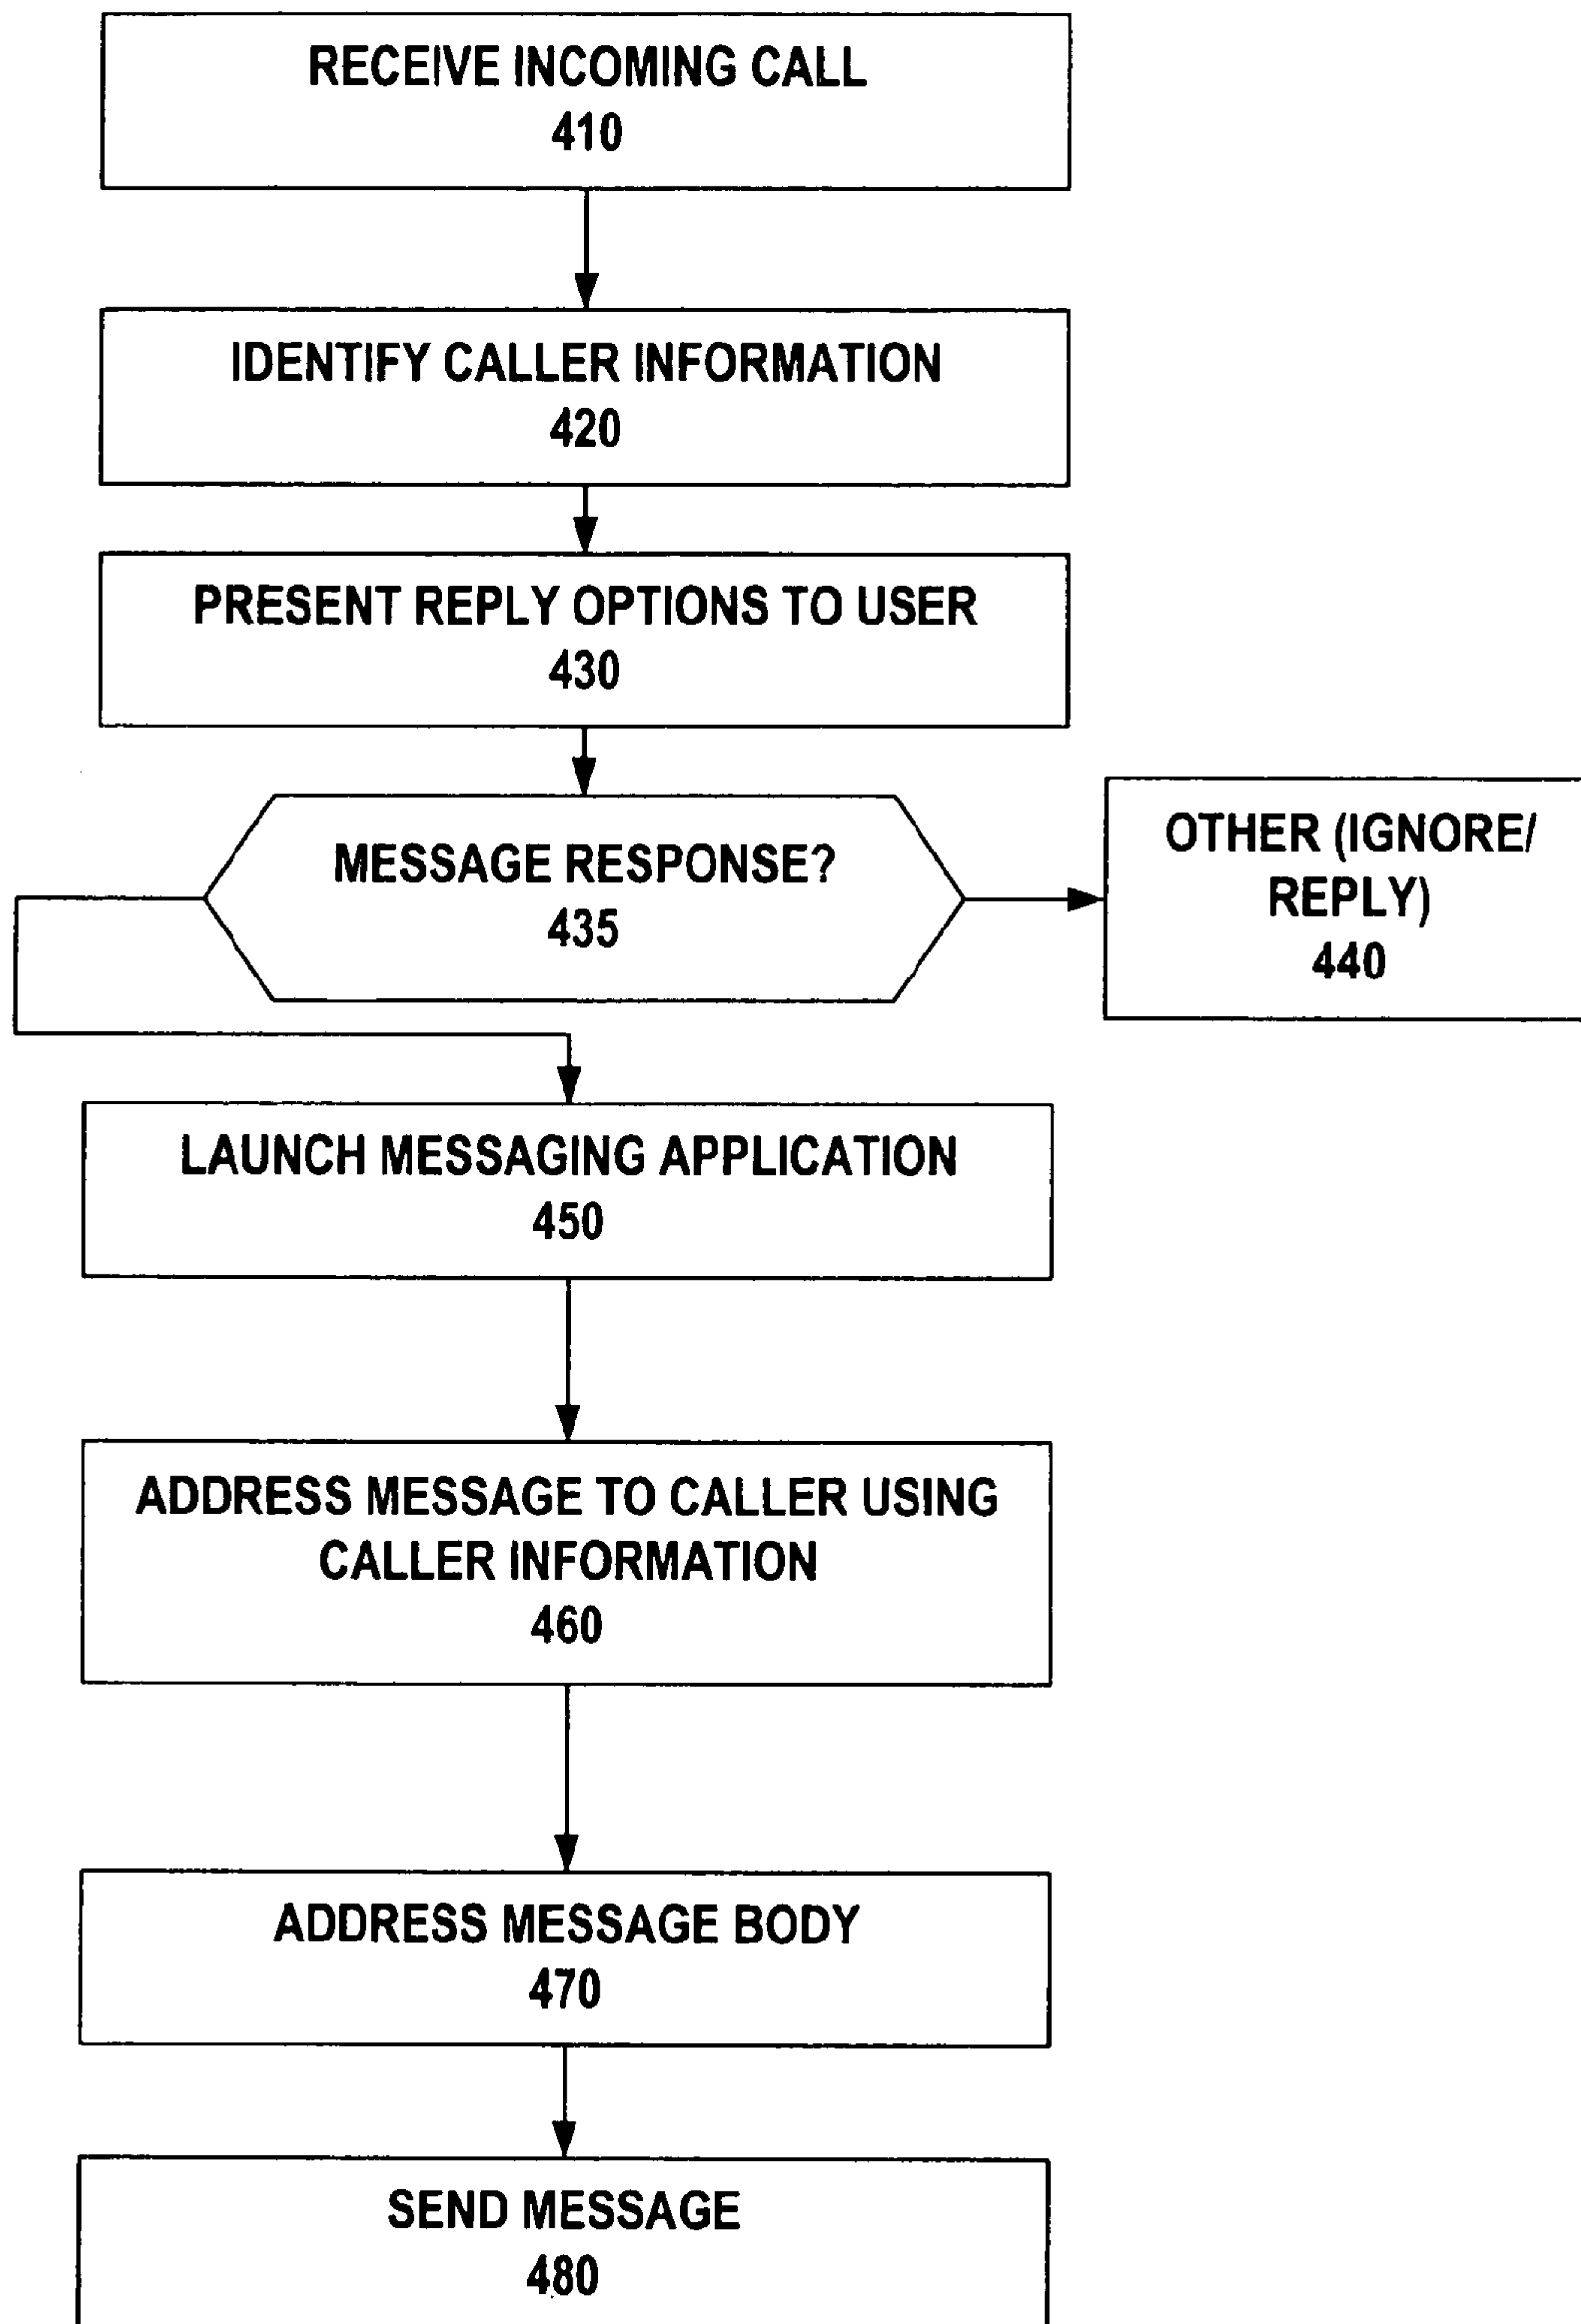 RECEIVE INCOMING CALL
410
IDENTIFY CALLER INFORMATION
420
PRESENT REPLY OPTIONS TO USER
430
MESSAGE RESPONSE?
435
OTHER (IGNORE/
REPLY)
440
LAUNCH MESSAGING APPLICATION
450
ADDRESS MESSAGE TO CALLER USING
CALLER INFORMATION
460
ADDRESS MESSAGE BODY
470
SEND MESSAGE
480